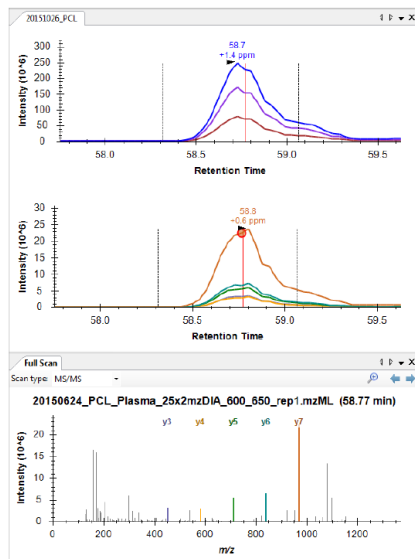 20151026_PCL
58.7
+1.4 ppm
300
250
200
150
100
50
0
Intensity (10^6)
58.0 58.5 59.0 59.5
Retention Time
58.8
+0.6 ppm
30
25
20
15
10
5
0
Intensity (10^6)
58.0 58.5 59.0 59.5
Retention Time
Full Scan
Scan type: MS/MS
20150624_PCL_Plasma_25x2mzDIA_600_650_rep1.mzML (58.77 min)
y3 y4 y5 y6 y7
20
15
10
5
0
Intensity (10^6)
0 200 400 600 800 1000 1200
m/z